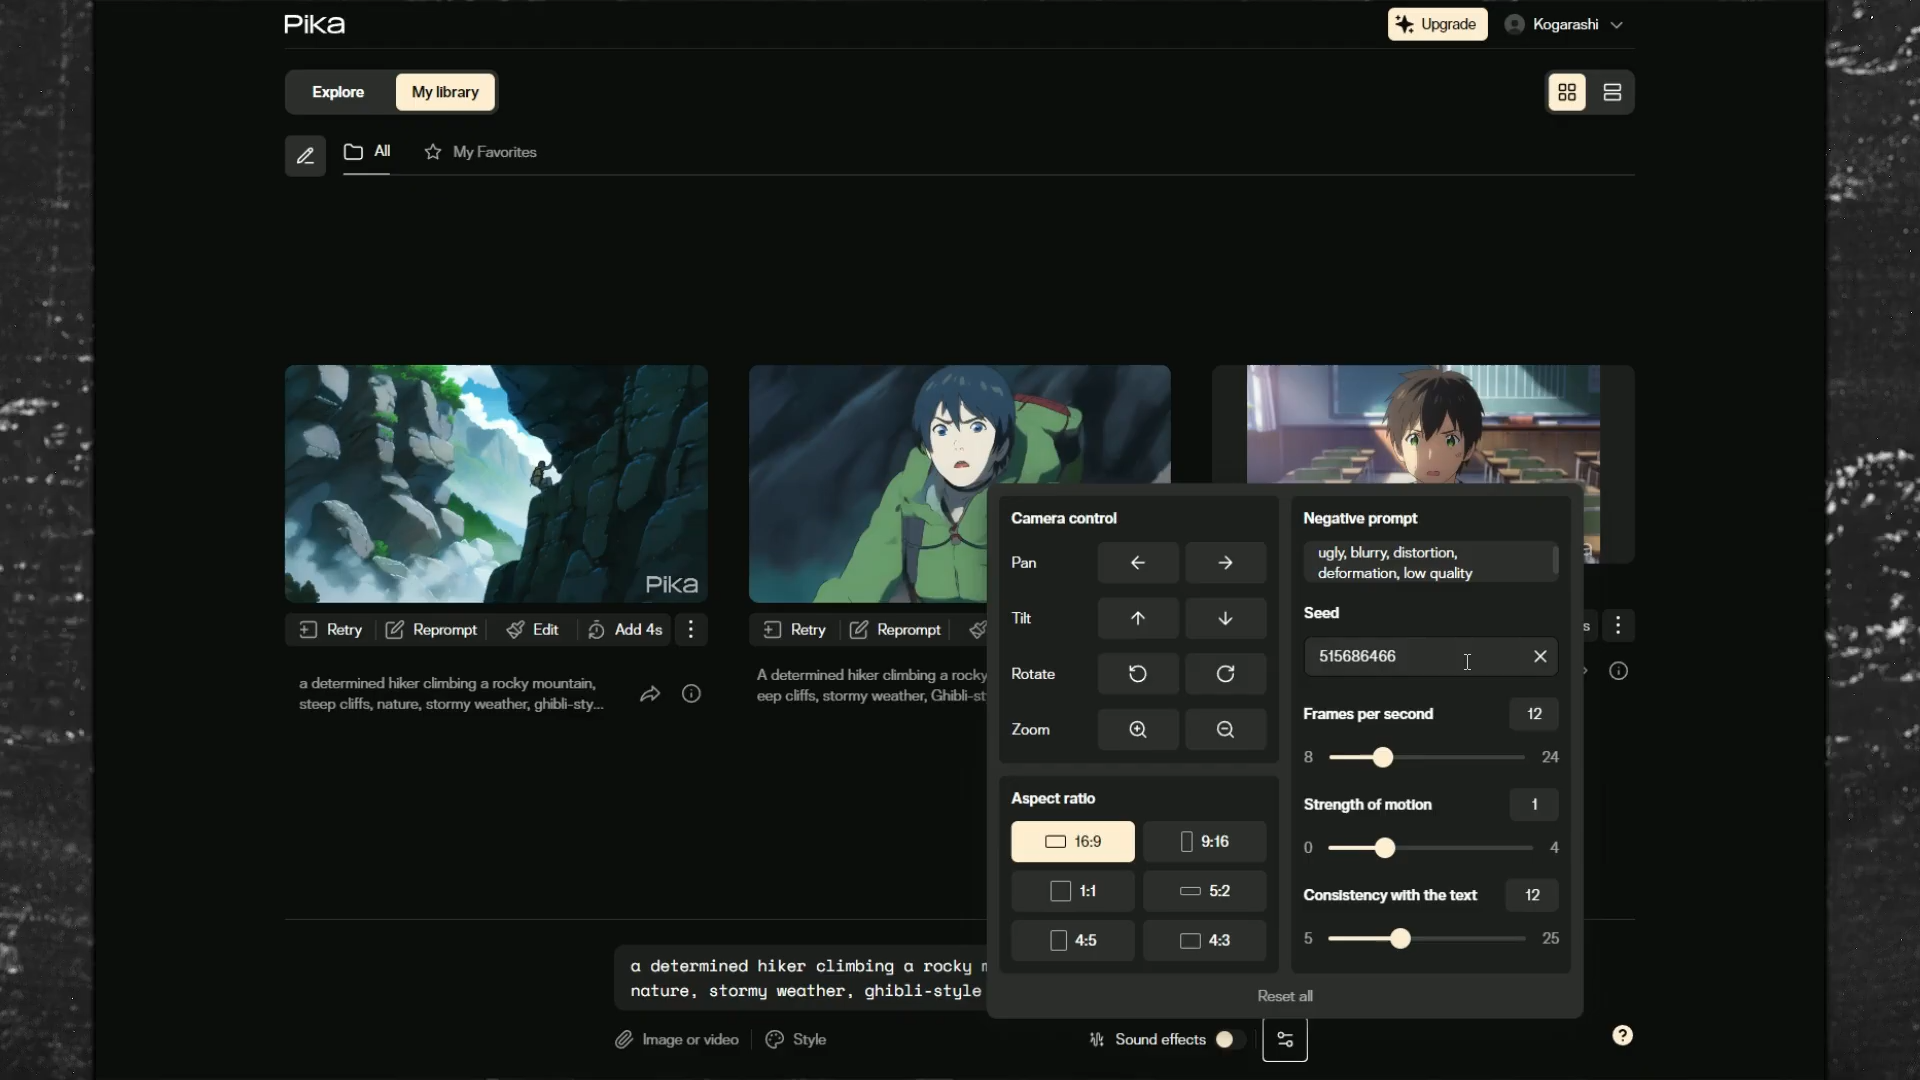 Pika
Upgrade
Kogarashi
Explore
My library
All
My Favorites
Pika
Retry
Reprompt
Edit
Add 4s
Retry
Reprompt
s
a determined hiker climbing a rocky mountain,
steep cliffs, nature, stormy weather, ghibli-sty...
A determined hiker climbing a rocky
eep cliffs, stormy weather, Ghibli-st
Camera control
Pan
Tilt
Rotate
Zoom
Aspect ratio
16:9
9:16
1:1
5:2
4:5
4:3
Negative prompt
ugly, blurry, distortion,
deformation, low quality
Seed
515686466
Frames per second
12
8
24
Strength of motion
1
0
4
Consistency with the text
12
5
25
Reset all
a determined hiker climbing a rocky
nature, stormy weather, ghibli-style
Image or video
Style
Sound effects
?